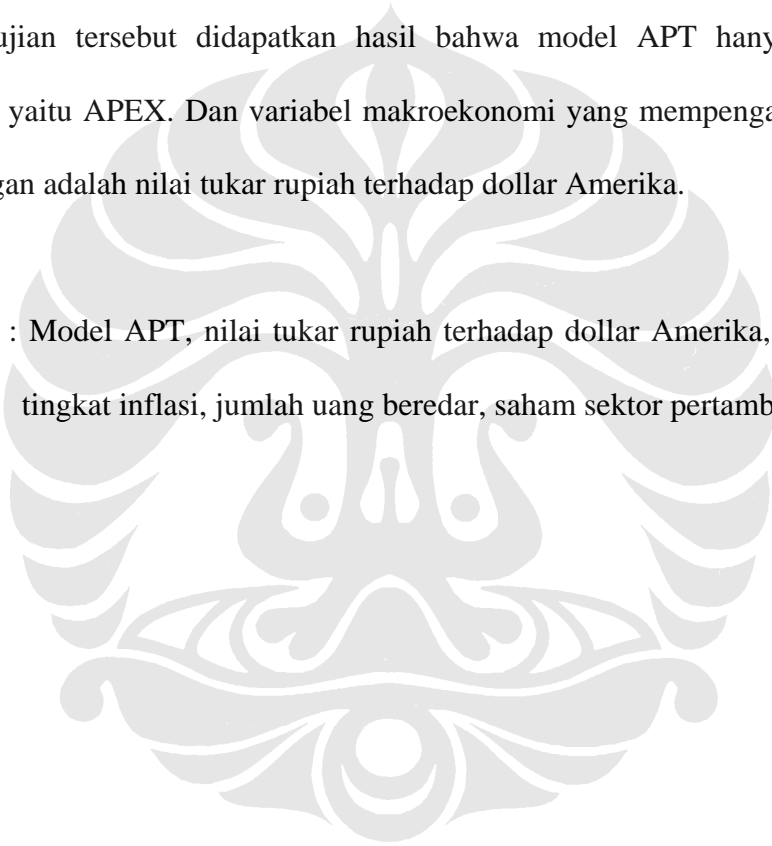 ujian tersebut didapatkan hasil bahwa model APT hany
yaitu APEX. Dan variabel makroekonomi yang mempenga
gan adalah nilai tukar rupiah terhadap dollar Amerika.
: Model APT, nilai tukar rupiah terhadap dollar Amerika,
tingkat inflasi, jumlah uang beredar, saham sektor pertamb